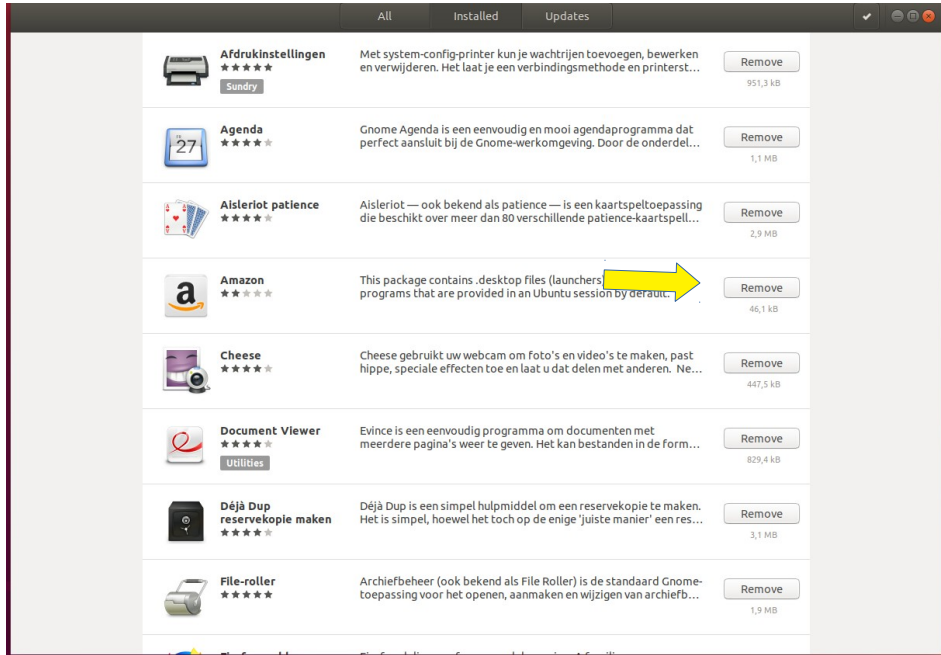 All Installed Updates
Afdrukinstellingen
Sundry
Met system-config-printer kun je wachtrijen toevoegen, bewerken
en verwijderen. Het laat je een verbindingsmethode en printerst...
Remove
951,3 kB
27
Agenda
Gnome Agenda is een eenvoudig en mooi agendaprogramma dat
perfect aansluit bij de Gnome-werkomgeving. Door de onderdel...
Remove
1,1 MB
Aisleriot patience
Aisleriot — ook bekend als patience — is een kaartspeltoepassing
die beschikt over meer dan 80 verschillende patience-kaartspell...
Remove
2,9 MB
a
Amazon
This package contains .desktop files (launchers)
programs that are provided in an Ubuntu session by default.
Remove
46,1 kB
Cheese
Cheese gebruikt uw webcam om foto's en video's te maken, past
hippe, speciale effecten toe en laat u dat delen met anderen. Ne...
Remove
447,5 kB
Document Viewer
Utilities
Evince is een eenvoudig programma om documenten met
meerdere pagina's weer te geven. Het kan bestanden in de form...
Remove
829,4 kB
Déjà Dup
reservekopie maken
Déjà Dup is een simpel hulpmiddel om een reservekopie te maken.
Het is simpel, hoewel het toch op de enige 'juiste manier' een res...
Remove
3,1 MB
File-roller
Archiefbeheer (ook bekend als File Roller) is de standaard Gnome-
toepassing voor het openen, aanmaken en wijzigen van archiefb...
Remove
1,9 MB